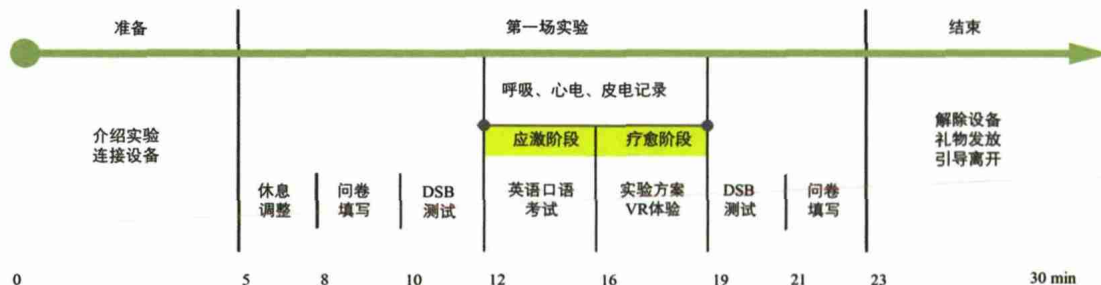 准备
第一场实验
结束
呼吸、心电、皮电记录
介绍实验
连接设备
应激阶段
疗愈阶段
解除设备
礼物发放
引导离开
休息
调整
问卷
填写
DSB
测试
英语口语
考试
实验方案
VR体验
DSB
测试
问卷
填写
0
5
8
10
12
16
19
21
23
30 min